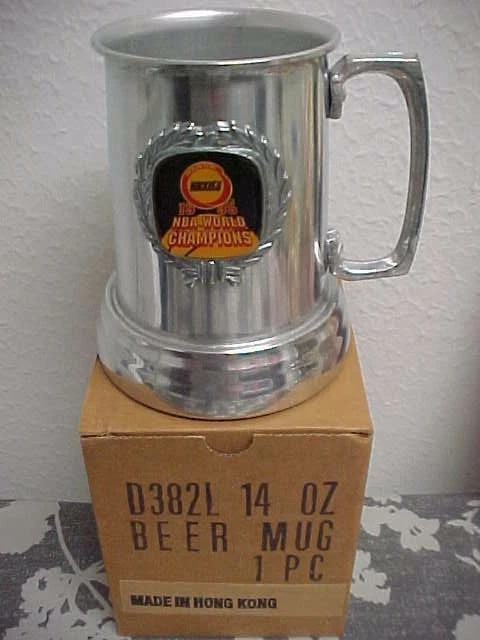 19 95
NBA WORLD
CHAMPIONS
D382L 14 OZ
BEER MUG
1 PC
MADE IN HONG KONG